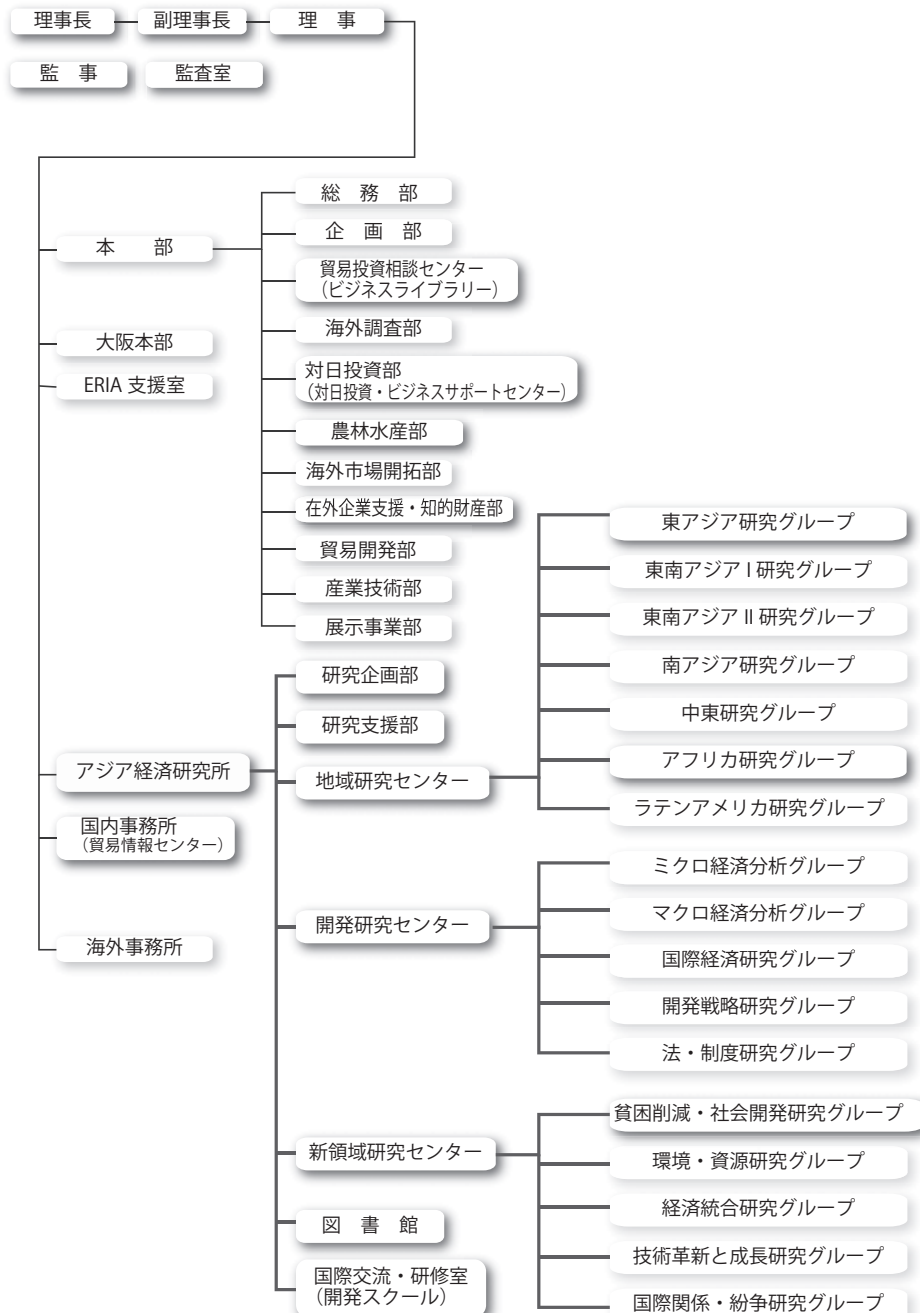 理事長
副理事長
理　事
監　事
監査室
本　　部
総　務　部
企　画　部
貿易投資相談センター
（ビジネスライブラリー）
海外調査部
対日投資部
（対日投資・ビジネスサポートセンター）
農林水産部
海外市場開拓部
在外企業支援・知的財産部
貿易開発部
産業技術部
展示事業部
大阪本部
ERIA 支援室
アジア経済研究所
研究企画部
研究支援部
地域研究センター
東アジア研究グループ
東南アジア I 研究グループ
東南アジア II 研究グループ
南アジア研究グループ
中東研究グループ
アフリカ研究グループ
ラテンアメリカ研究グループ
開発研究センター
ミクロ経済分析グループ
マクロ経済分析グループ
国際経済研究グループ
開発戦略研究グループ
法・制度研究グループ
新領域研究センター
貧困削減・社会開発研究グループ
環境・資源研究グループ
経済統合研究グループ
技術革新と成長研究グループ
国際関係・紛争研究グループ
図　書　館
国際交流・研修室
（開発スクール）
国内事務所
（貿易情報センター）
海外事務所